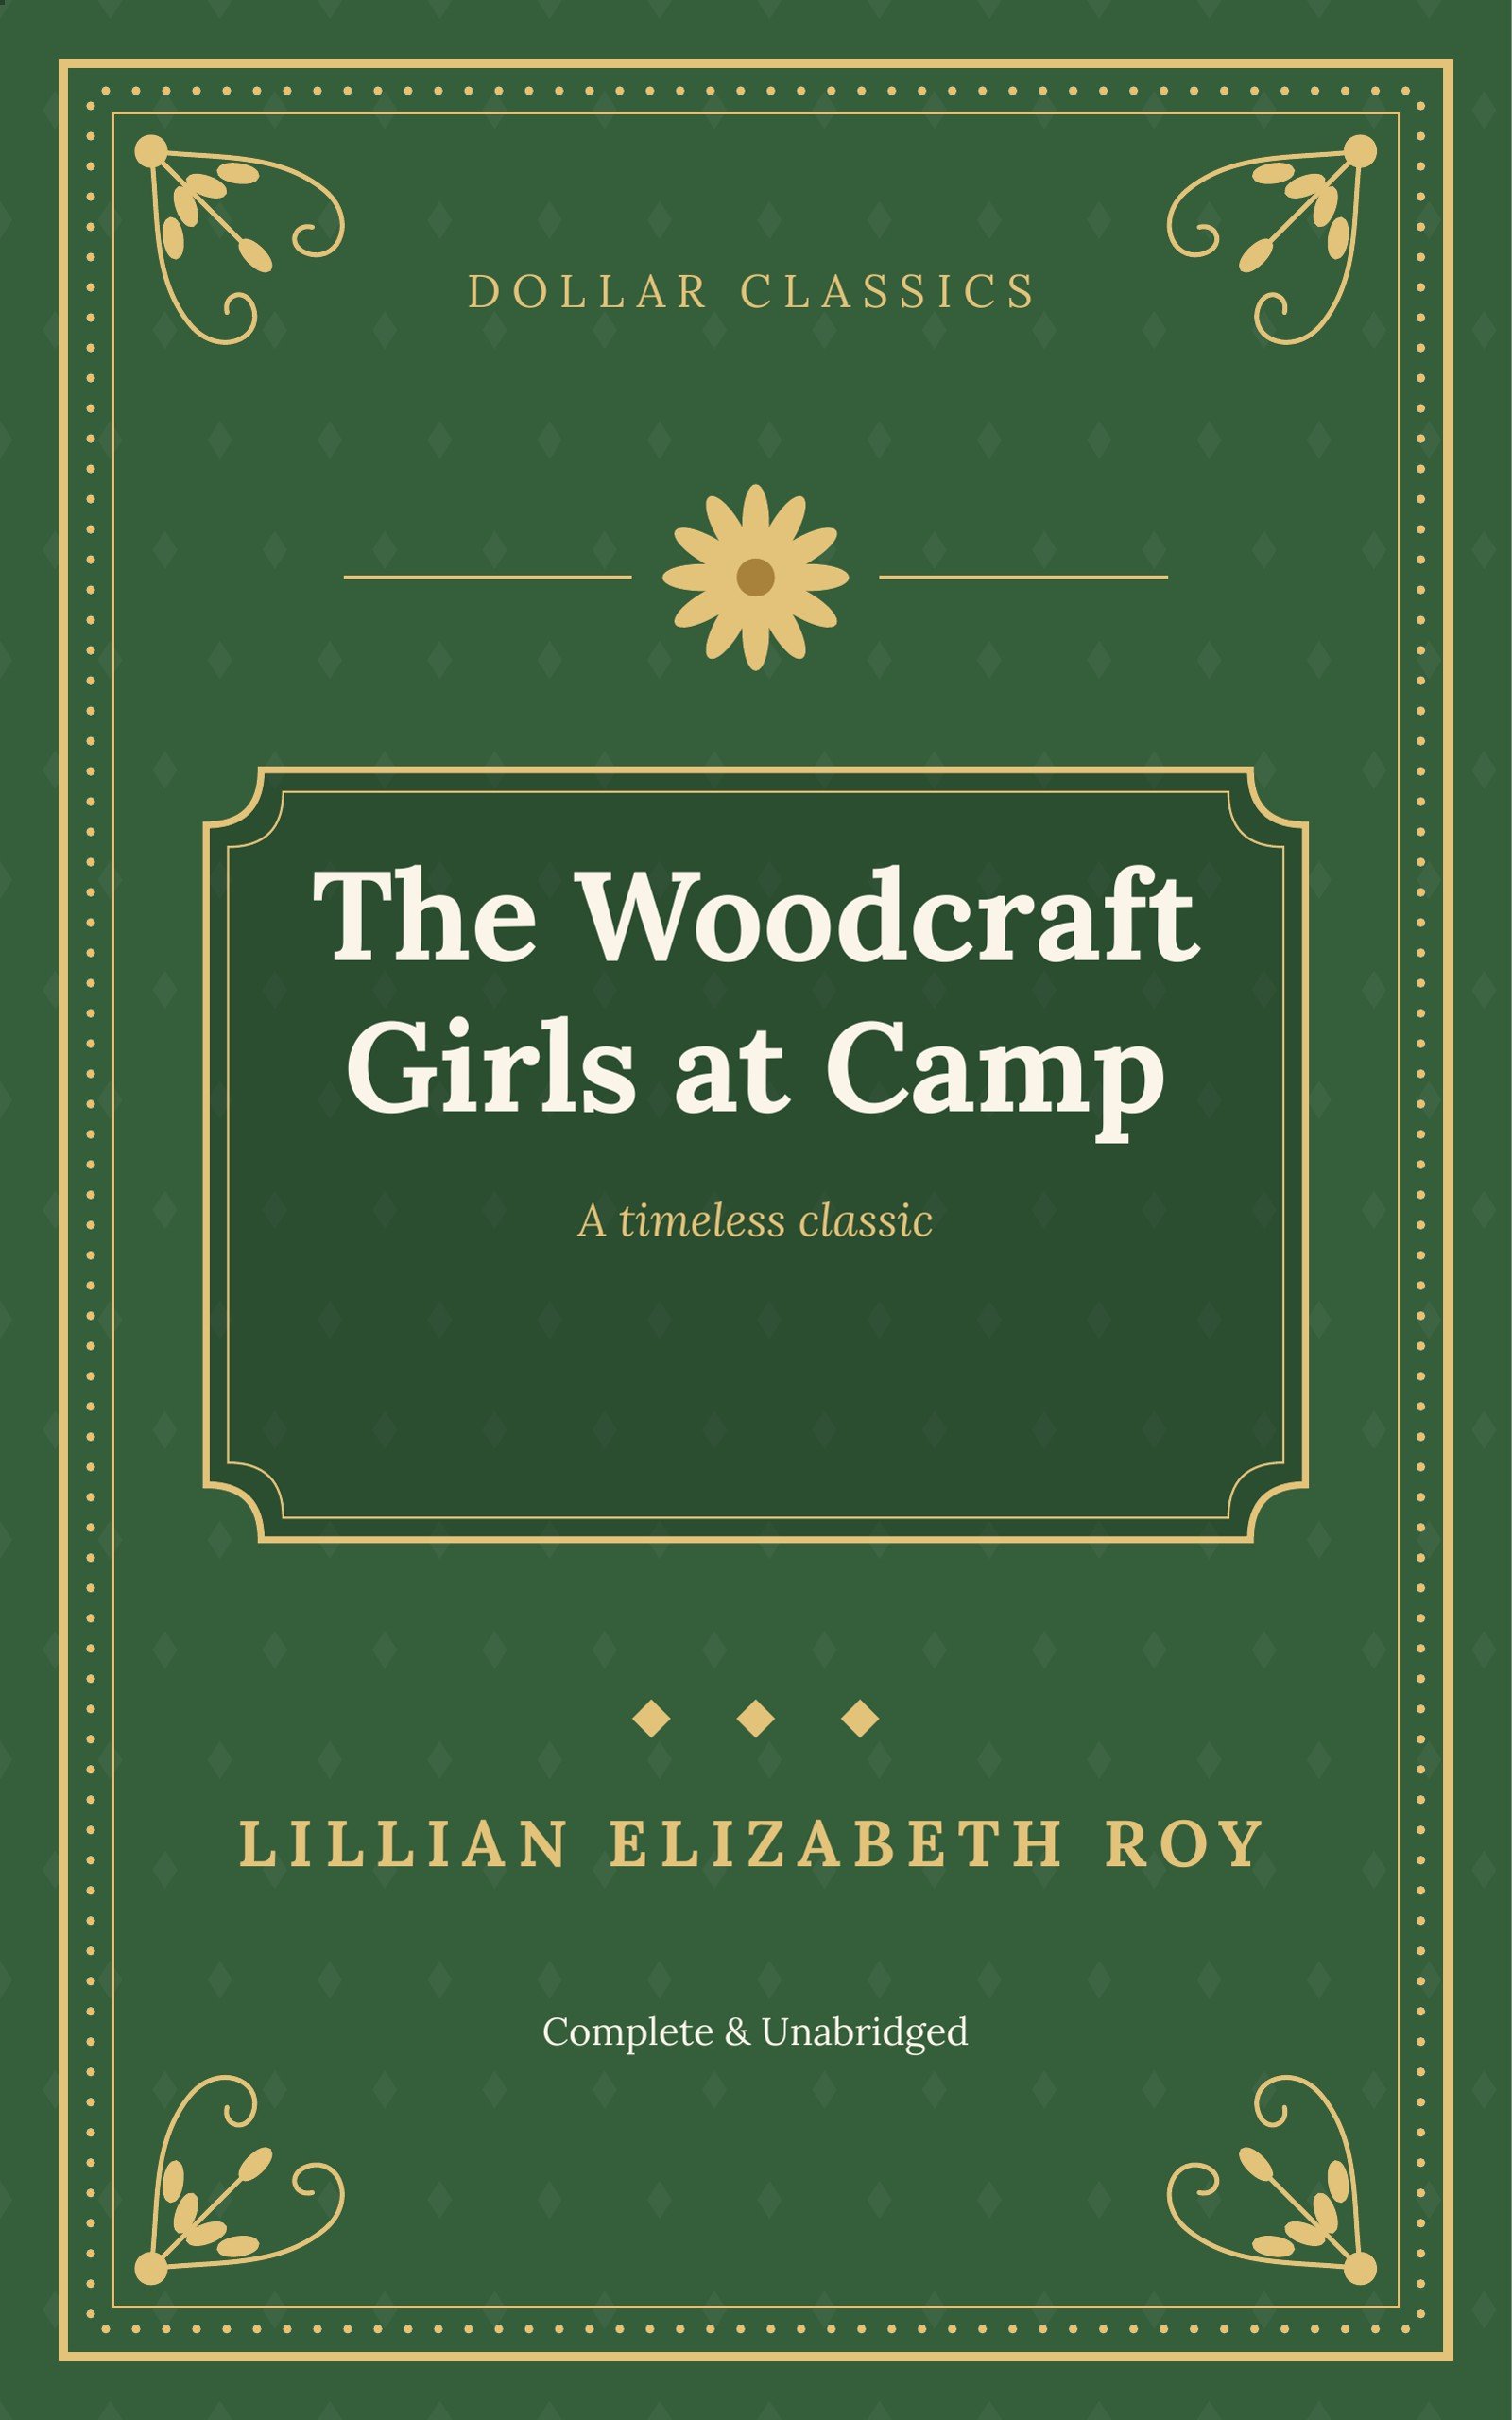 DOLLAR CLASSICS
The Woodcraft
Girls at Camp
A timeless classic
LILLIAN ELIZABETH ROY
Complete & Unabridged